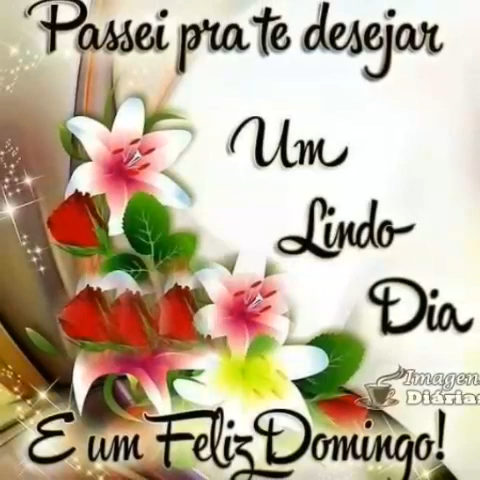 Passei pra te desejar
Um
Lindo
Dia
Imagens
Diárias
E um Feliz Domingo!